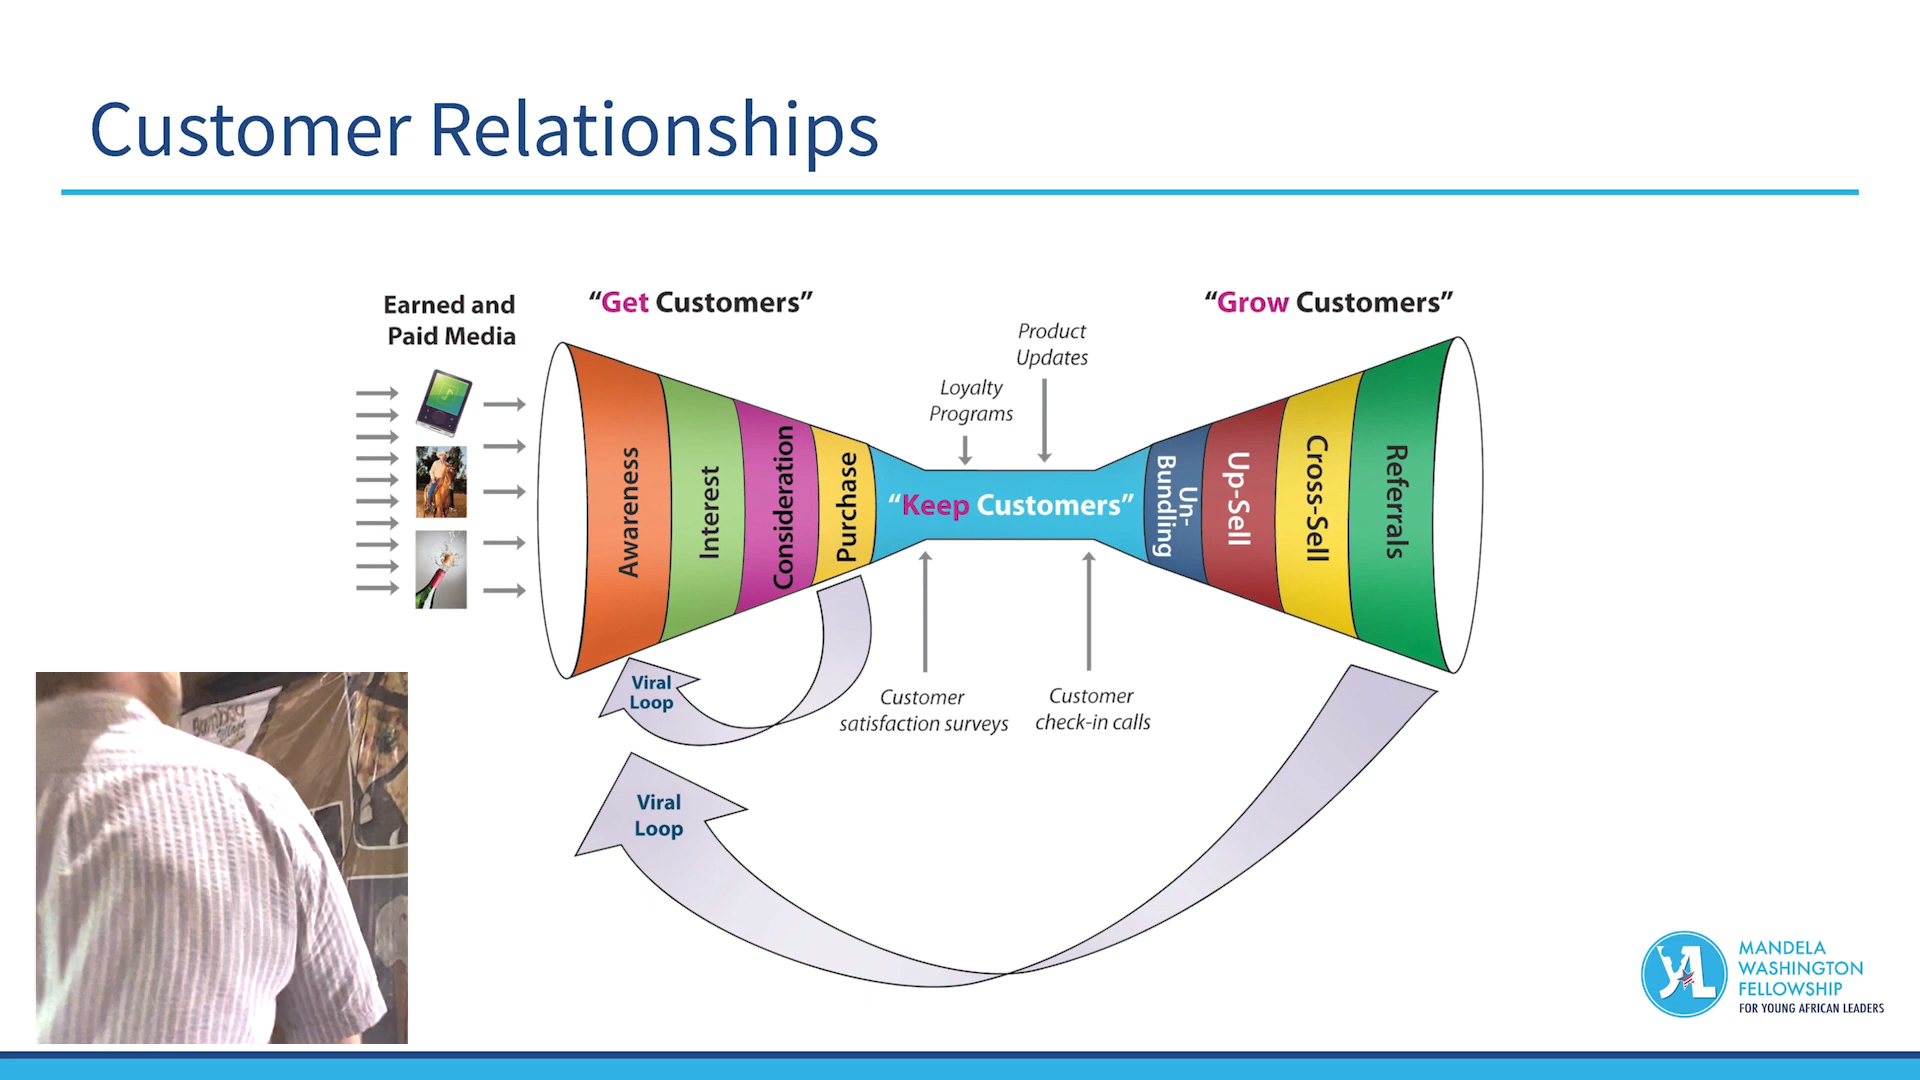 Customer Relationships
Earned and
Paid Media
“Get Customers”
“Grow Customers”
Product
Updates
Loyalty
Programs
Awareness
Interest
Consideration
Purchase
“Keep Customers”
Un-
Bundling
Up-Sell
Cross-Sell
Referrals
Viral
Loop
Customer
satisfaction surveys
Customer
check-in calls
Viral
Loop
YAL
MANDELA
WASHINGTON
FELLOWSHIP
FOR YOUNG AFRICAN LEADERS